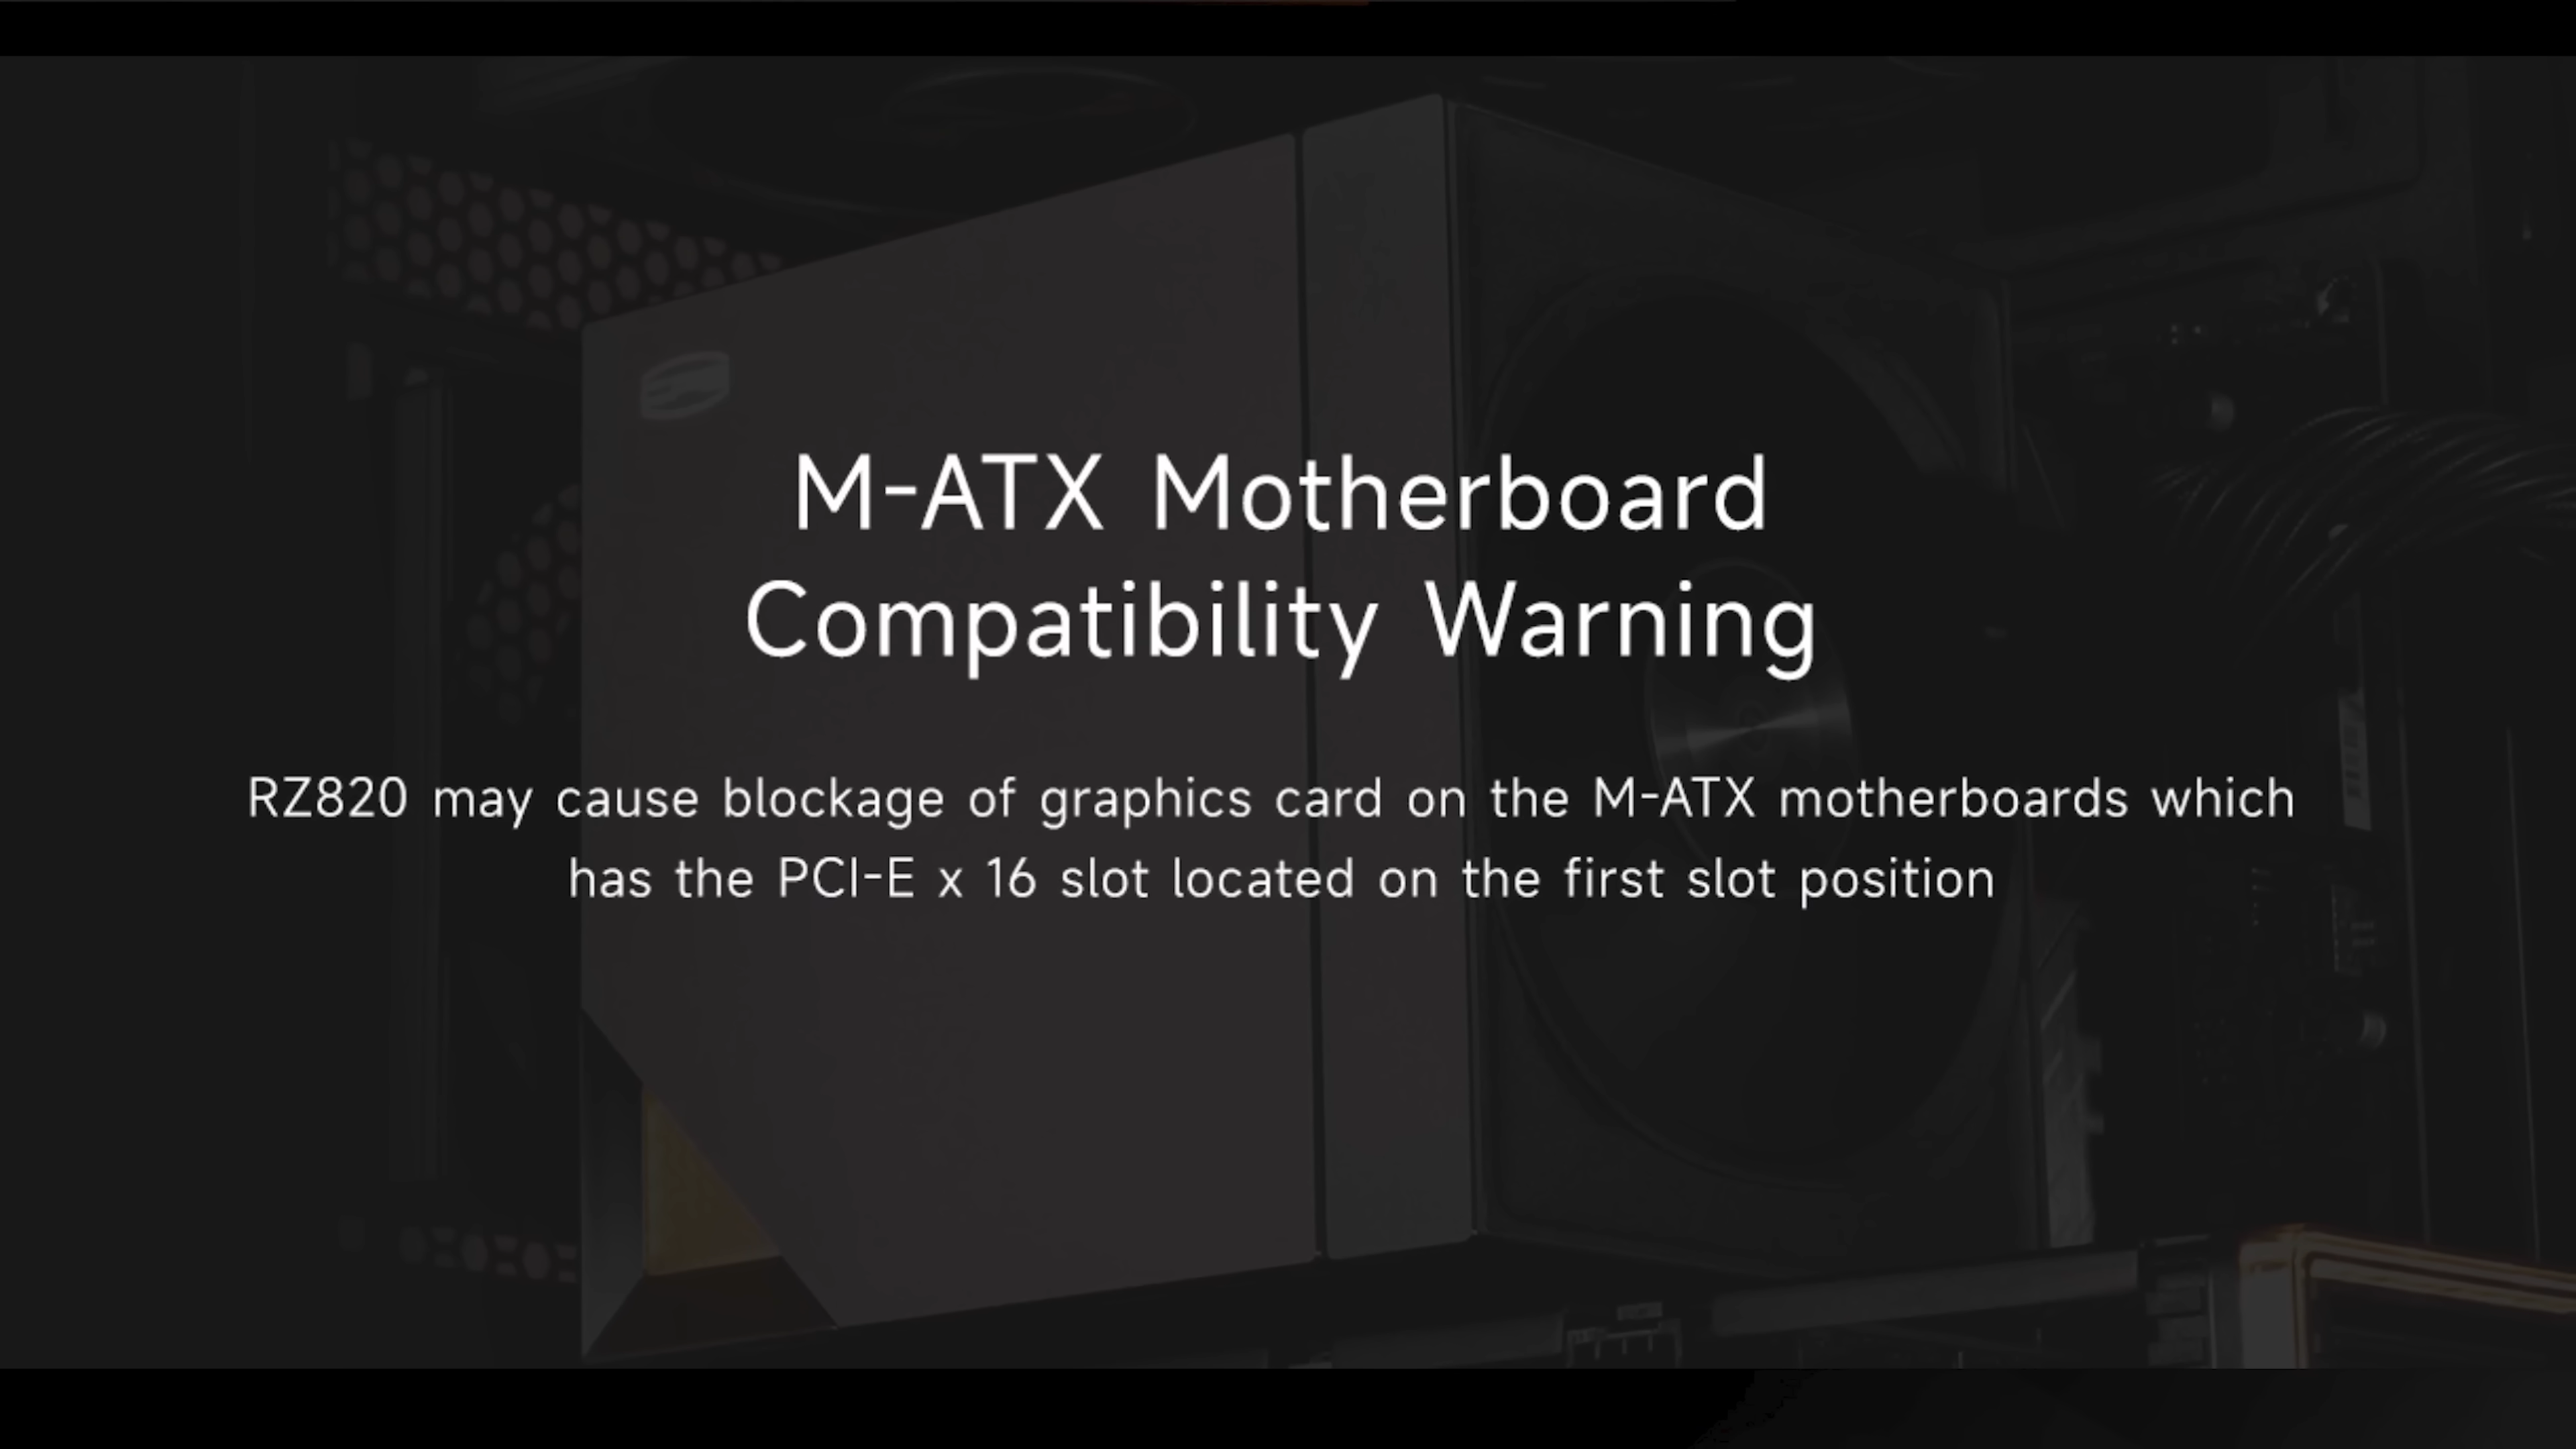 M-ATX Motherboard
Compatibility Warning
RZ820 may cause blockage of graphics card on the M-ATX motherboards which
has the PCI-E x 16 slot located on the first slot position